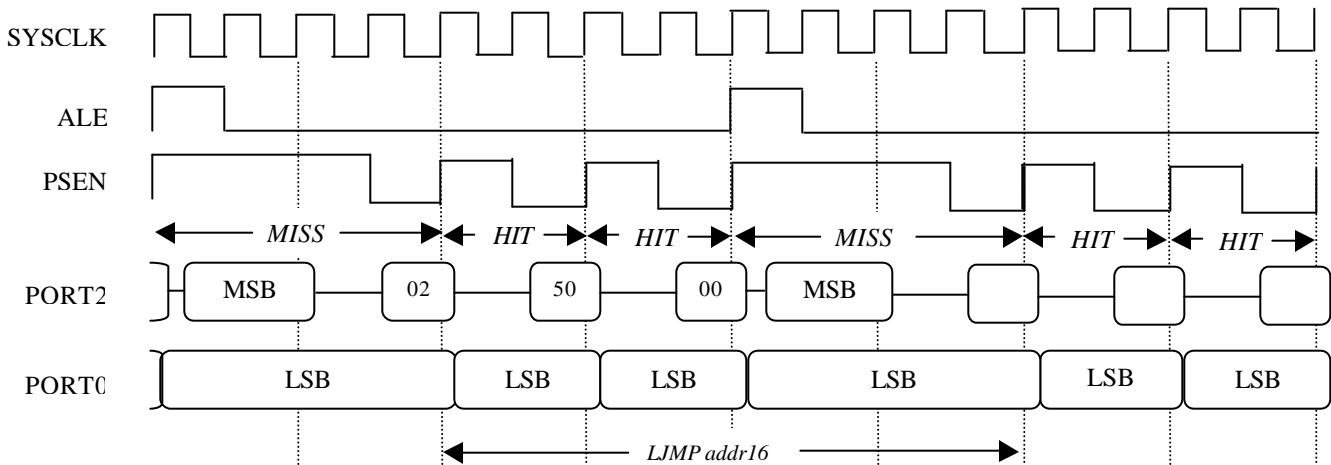 SYSCLK
ALE
PSEN
MISS HIT HIT MISS HIT HIT
PORT2 MSB 02 50 00 MSB
PORT0 LSB LSB LSB LSB LSB LSB
LJMP addr16